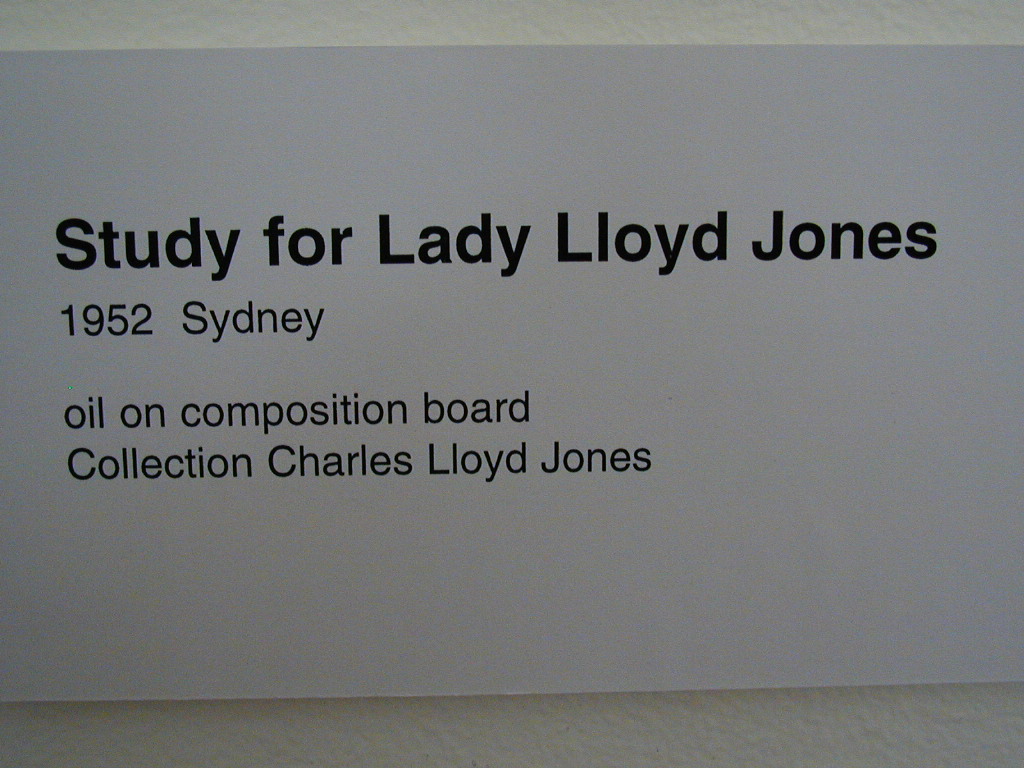 Study for Lady Lloyd Jones
1952 Sydney
oil on composition board
Collection Charles Lloyd Jones